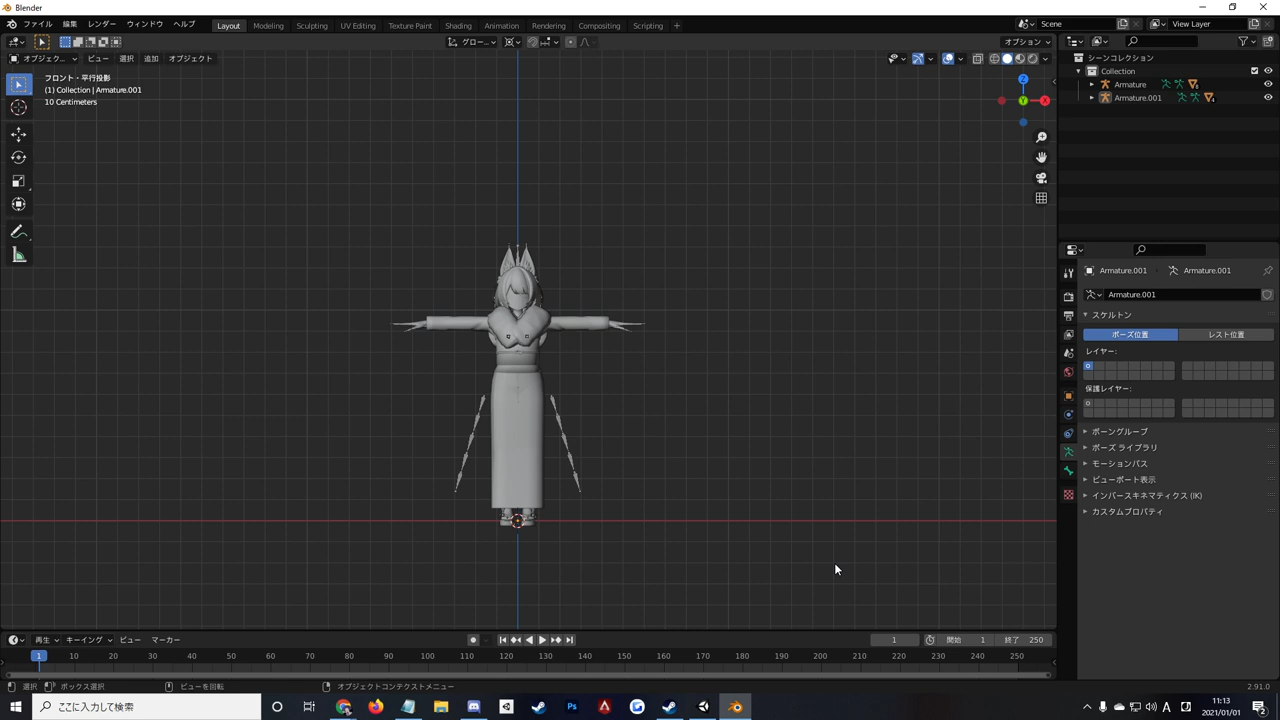 Blender
ファイル 編集 レンダー ウィンドウ ヘルプ Layout Modeling Sculpting UV Editing Texture Paint Shading Animation Rendering Compositing Scripting + Scene View Layer
グロー... オプション
オブジェク... ビュー 選択 追加 オブジェクト
フロント・平行投影
(1) Collection | Armature.001
10 Centimeters
Z
Y
X
シーンコレクション
Collection
Armature
Armature.001
Armature.001 Armature.001
Armature.001
スケルトン
ポーズ位置 レスト位置
レイヤー:
保護レイヤー:
ボーングループ
ポーズ ライブラリ
モーションパス
ビューポート表示
インバースキネマティクス (IK)
カスタムプロパティ
再生 キーイング ビュー マーカー 1 開始 1 終了 250
1 10 20 30 40 50 60 70 80 90 100 110 120 130 140 150 160 170 180 190 200 210 220 230 240 250
選択 ボックス選択 ビューを回転 オブジェクトコンテクストメニュー 2.91.0
ここに入力して検索
A
11:13
2021/01/01